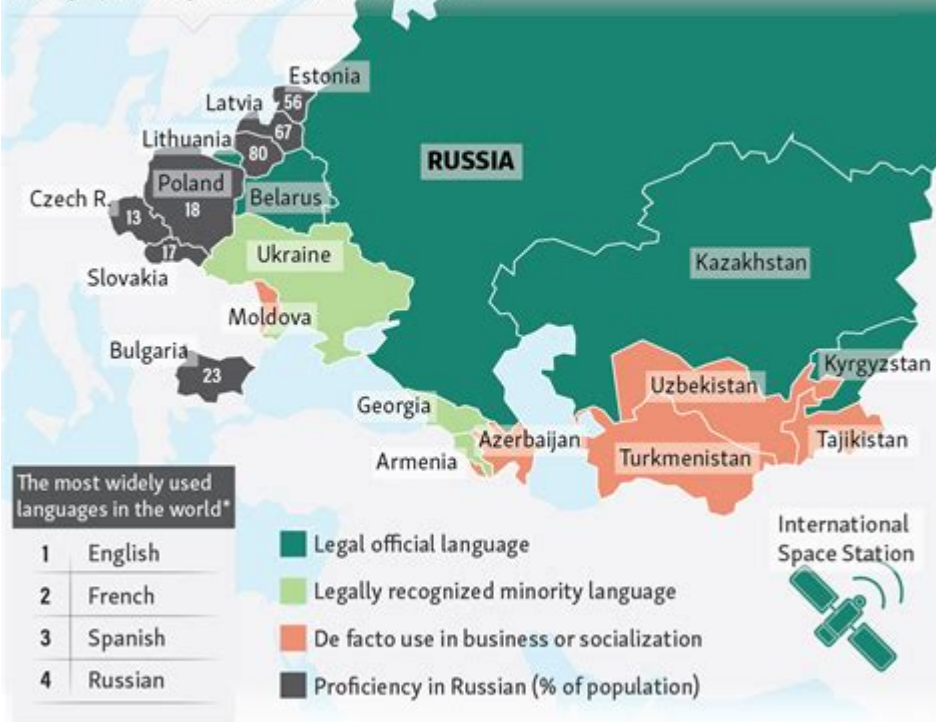 Estonia
56
Latvia
67
Lithuania
80
RUSSIA
Poland
18
Belarus
Czech R.
13
17
Slovakia
Ukraine
Kazakhstan
Moldova
Bulgaria
23
Kyrgyzstan
Uzbekistan
Georgia
Azerbaijan
Tajikistan
Armenia
Turkmenistan
The most widely used
languages in the world*
1 English
2 French
3 Spanish
4 Russian
Legal official language
Legally recognized minority language
De facto use in business or socialization
Proficiency in Russian (% of population)
International
Space Station